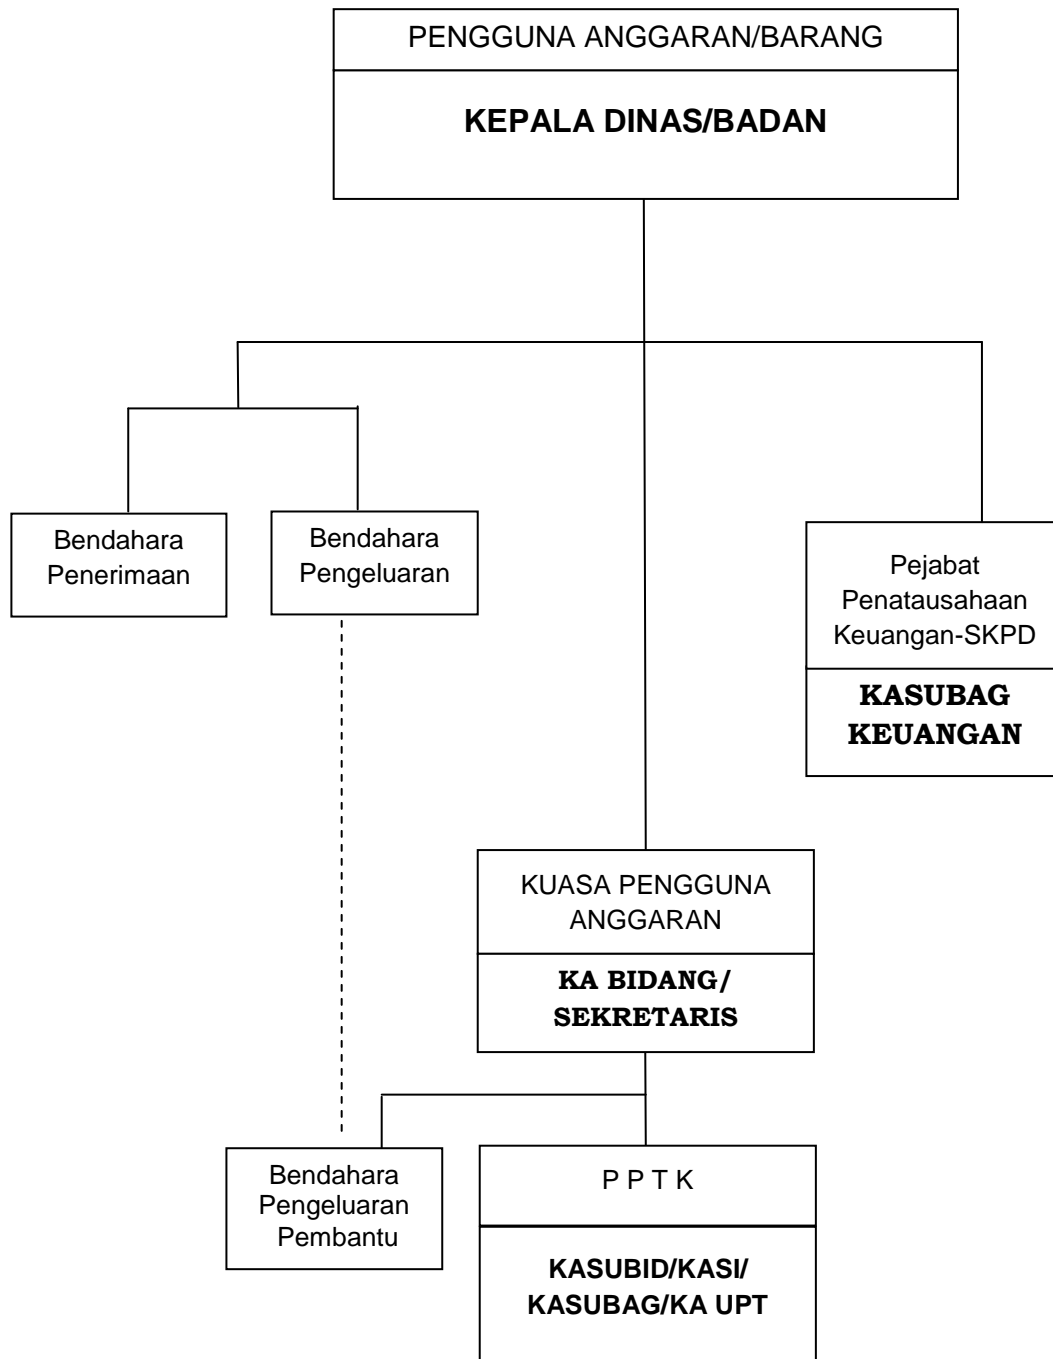 PENGGUNA ANGGARAN/BARANG
KEPALA DINAS/BADAN
Bendahara
Penerimaan
Bendahara
Pengeluaran
Pejabat
Penatausahaan
Keuangan-SKPD
KASUBAG
KEUANGAN
KUASA PENGGUNA
ANGGARAN
KA BIDANG/
SEKRETARIS
Bendahara
Pengeluaran
Pembantu
P P T K
KASUBID/KASI/
KASUBAG/KA UPT